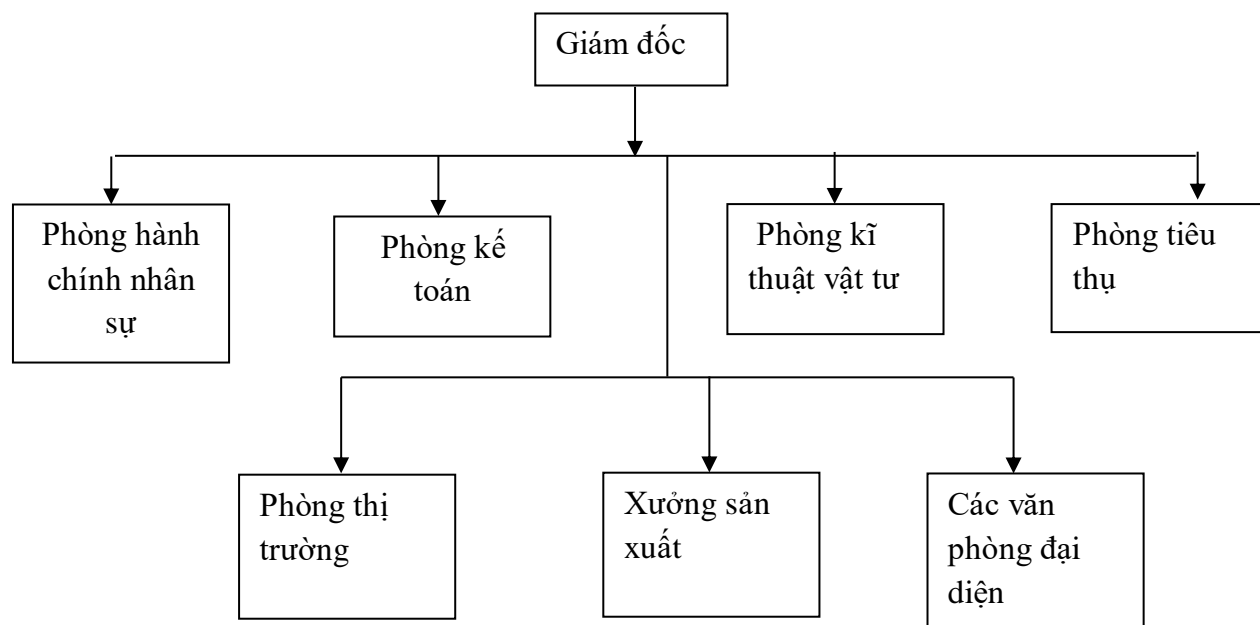 Giám đốc
Phòng hành
chính nhân
sự
Phòng kế
toán
Phòng kĩ
thuật vật tư
Phòng tiêu
thụ
Phòng thị
trường
Xưởng sản
xuất
Các văn
phòng đại
diện